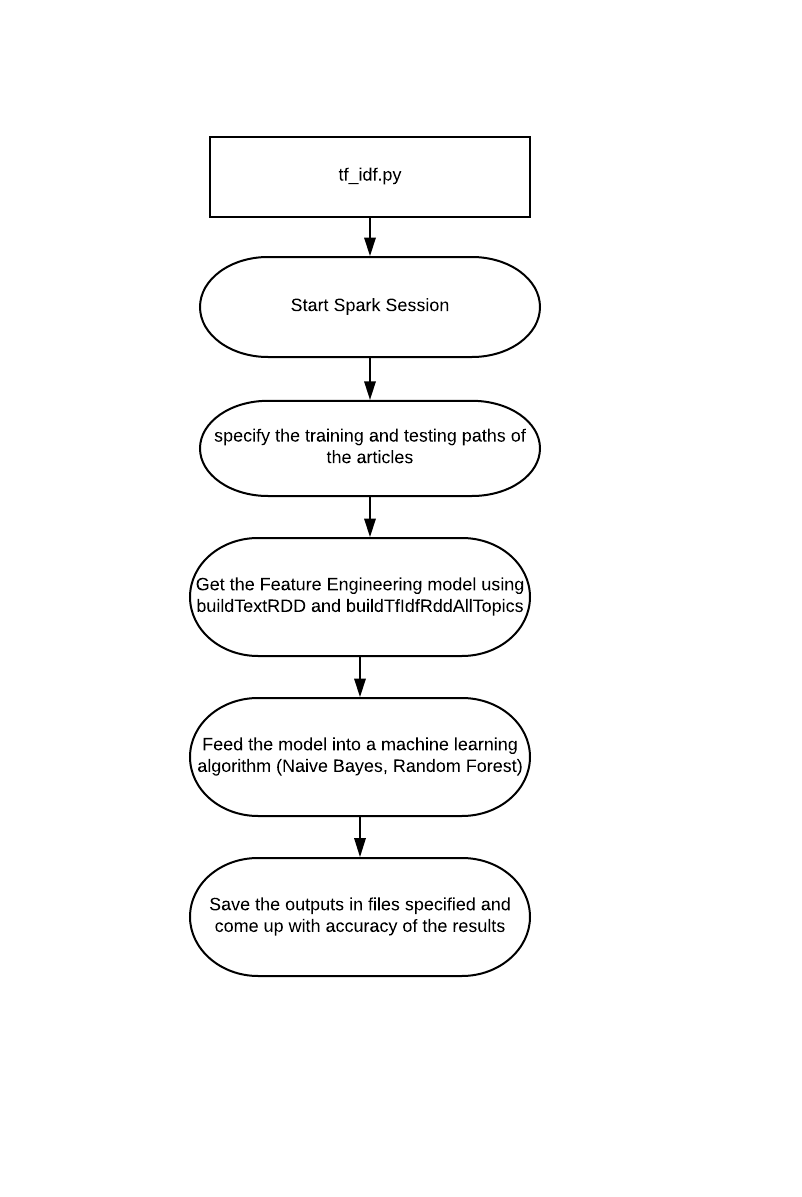 tf_idf.py
Start Spark Session
specify the training and testing paths of
the articles
Get the Feature Engineering model using
buildTextRDD and buildTfIdfRddAllTopics
Feed the model into a machine learning
algorithm (Naive Bayes, Random Forest)
Save the outputs in files specified and
come up with accuracy of the results